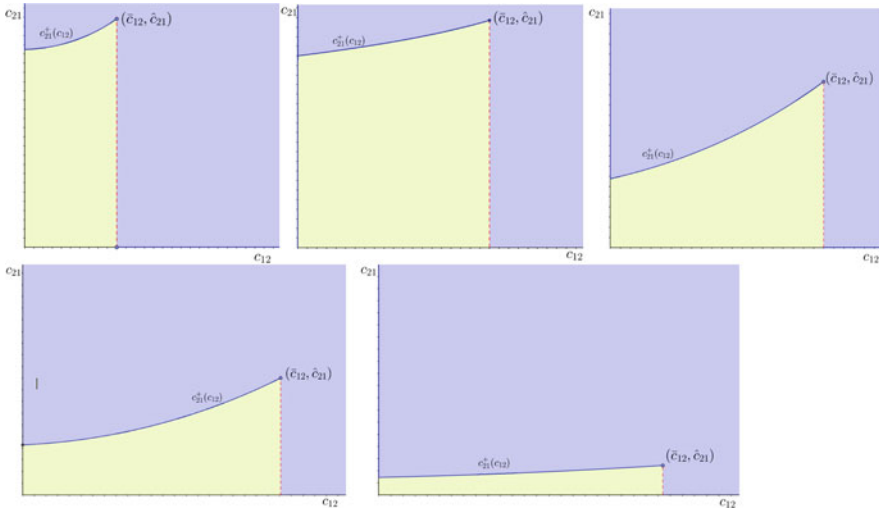 c₂₁
c⁺₂₁(c₁₂)
(c̄₁₂, ĉ₂₁)
c₁₂
c₂₁
c⁺₂₁(c₁₂)
(c̄₁₂, ĉ₂₁)
c₁₂
c₂₁
(c̄₁₂, ĉ₂₁)
c⁺₂₁(c₁₂)
c₁₂
c₂₁
(c̄₁₂, ĉ₂₁)
c⁺₂₁(c₁₂)
c₁₂
c₂₁
(c̄₁₂, ĉ₂₁)
c⁺₂₁(c₁₂)
c₁₂